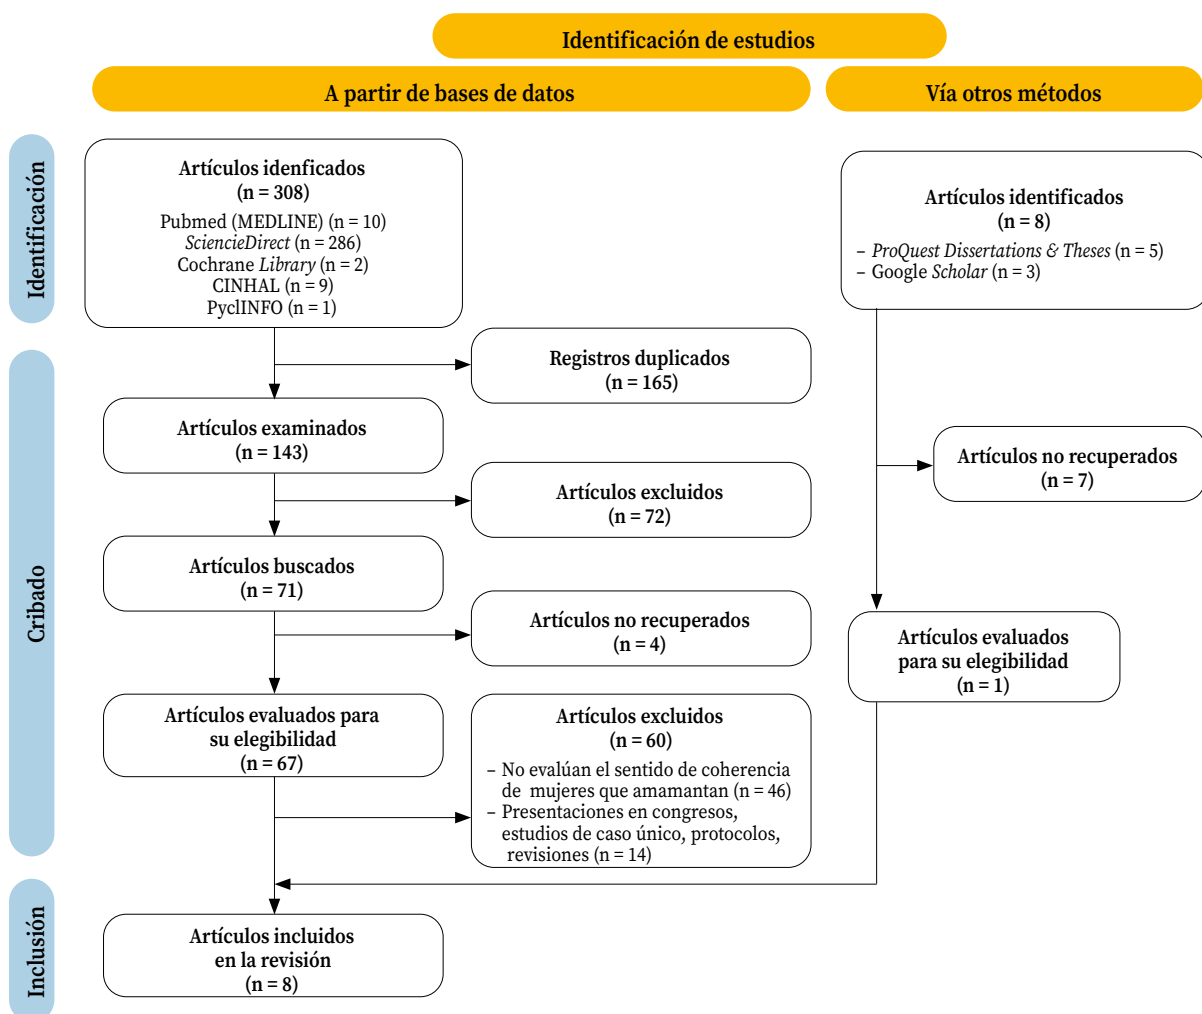 Identificación de estudios
A partir de bases de datos
Vía otros métodos
Identificación
Artículos idenficados
(n = 308)
Pubmed (MEDLINE) (n = 10)
SciencieDirect (n = 286)
Cochrane Library (n = 2)
CINHAL (n = 9)
PyclINFO (n = 1)
Artículos identificados
(n = 8)
– ProQuest Dissertations & Theses (n = 5)
– Google Scholar (n = 3)
Cribado
Registros duplicados
(n = 165)
Artículos examinados
(n = 143)
Artículos excluidos
(n = 72)
Artículos no recuperados
(n = 7)
Artículos buscados
(n = 71)
Artículos no recuperados
(n = 4)
Artículos evaluados
para su elegibilidad
(n = 1)
Artículos evaluados para
su elegibilidad
(n = 67)
Artículos excluidos
(n = 60)
– No evalúan el sentido de coherencia
de mujeres que amamantan (n = 46)
– Presentaciones en congresos,
estudios de caso único, protocolos,
revisiones (n = 14)
Inclusión
Artículos incluidos
en la revisión
(n = 8)